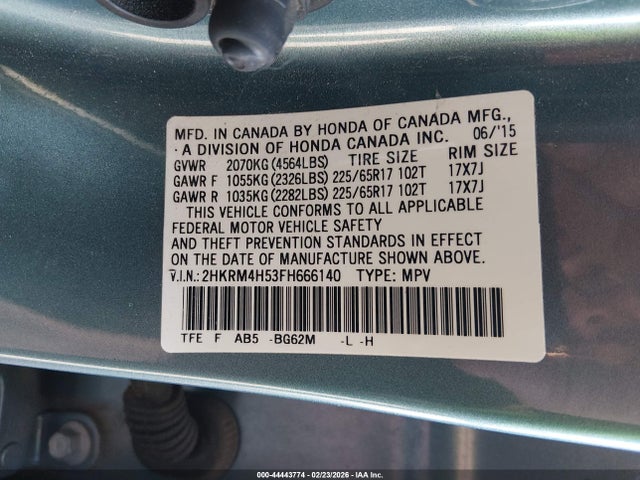 MFD. IN CANADA BY HONDA OF CANADA MFG.,
A DIVISION OF HONDA CANADA INC. 06/'15
GVWR 2070KG (4564LBS) TIRE SIZE RIM SIZE
GAWR F 1055KG (2326LBS) 225/65R17 102T 17X7J
GAWR R 1035KG (2282LBS) 225/65R17 102T 17X7J
THIS VEHICLE CONFORMS TO ALL APPLICABLE
FEDERAL MOTOR VEHICLE SAFETY
AND THEFT PREVENTION STANDARDS IN EFFECT
ON THE DATE OF MANUFACTURE SHOWN ABOVE.
V.I.N.: 2HKRM4H53FH666140 TYPE: MPV
TFE F AB5 -BG62M -L -H
000-44443774 | 02/23/2026 | IAA Inc.